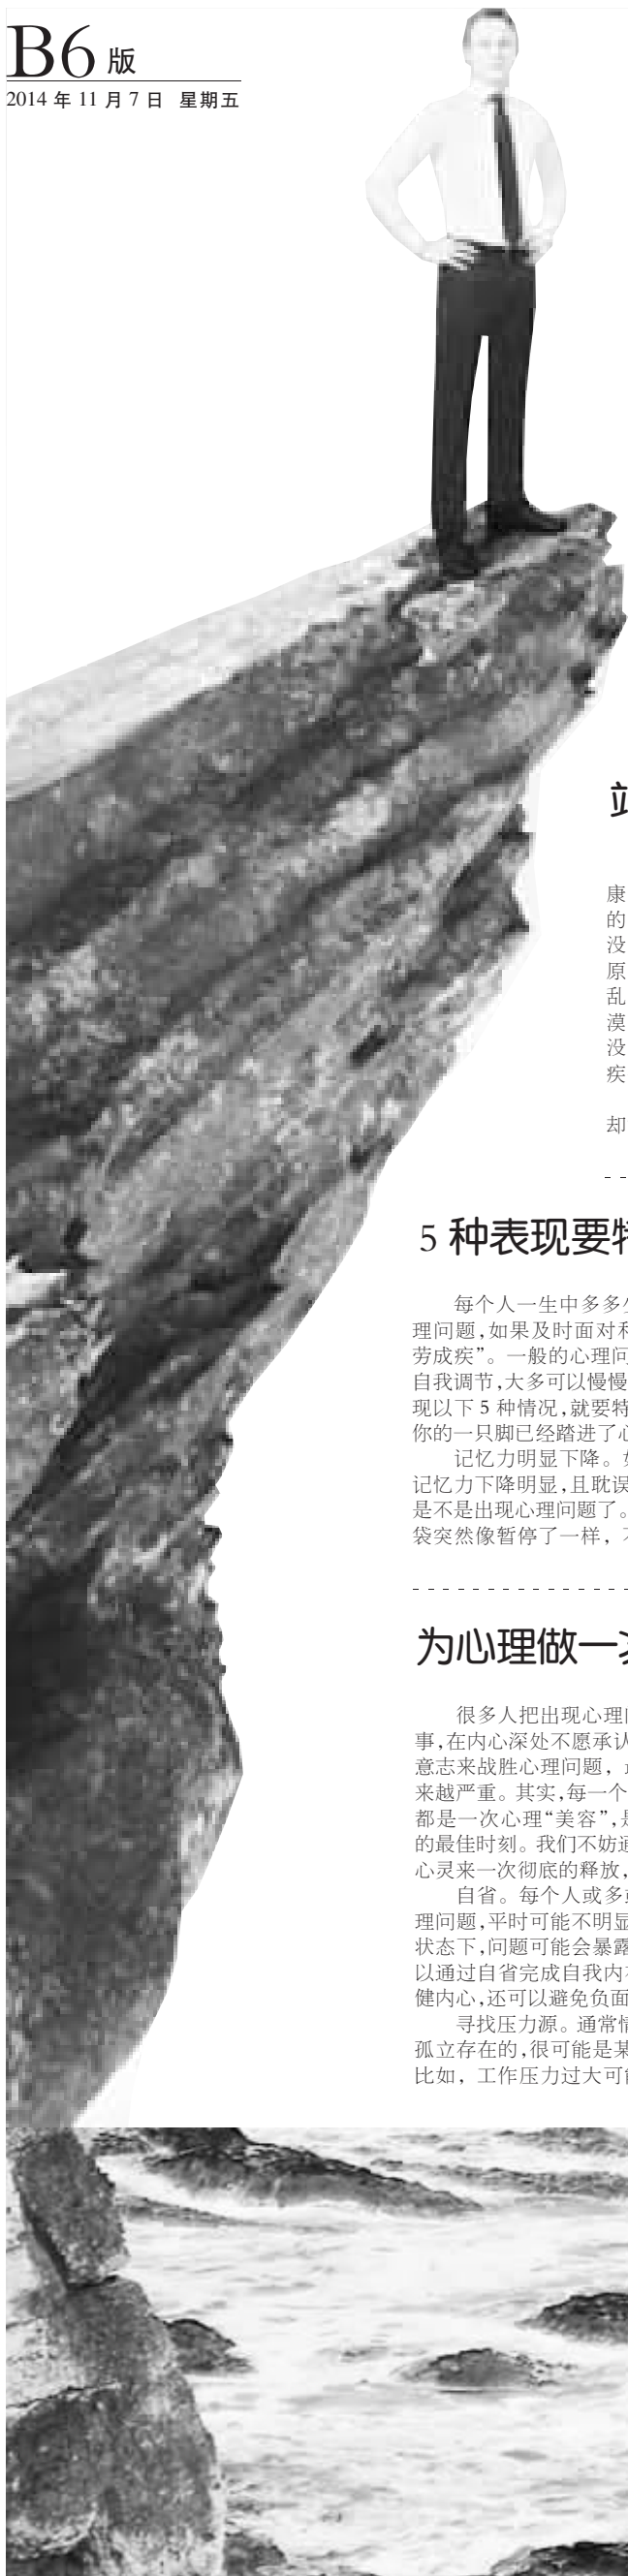 B6 版
2014 年 11 月 7 日 星期五
康
的
没
原
乱
漠
没
疾
却
5 种表现要
每个人一生中多多
理问题,如果及时面对
劳成疾”。一般的心理问
自我调节,大多可以慢慢
现以下 5 种情况,就要特
你的一只脚已经踏进了心
记忆力明显下降。
记忆力下降明显,且耽误
是不是出现心理问题了。
袋突然像暂停了一样,
为心理做一
很多人把出现心理
事,在内心深处不愿承认
意志来战胜心理问题,
来越严重。其实,每一个
都是一次心理“美容”,
的最佳时刻。我们不妨通
心灵来一次彻底的释放,
自省。每个人或多
理问题,平时可能不明显
状态下,问题可能会暴露
以通过自省完成自我内
健内心,还可以避免负面
寻找压力源。通常情
孤立存在的,很可能是某
比如, 工作压力过大可